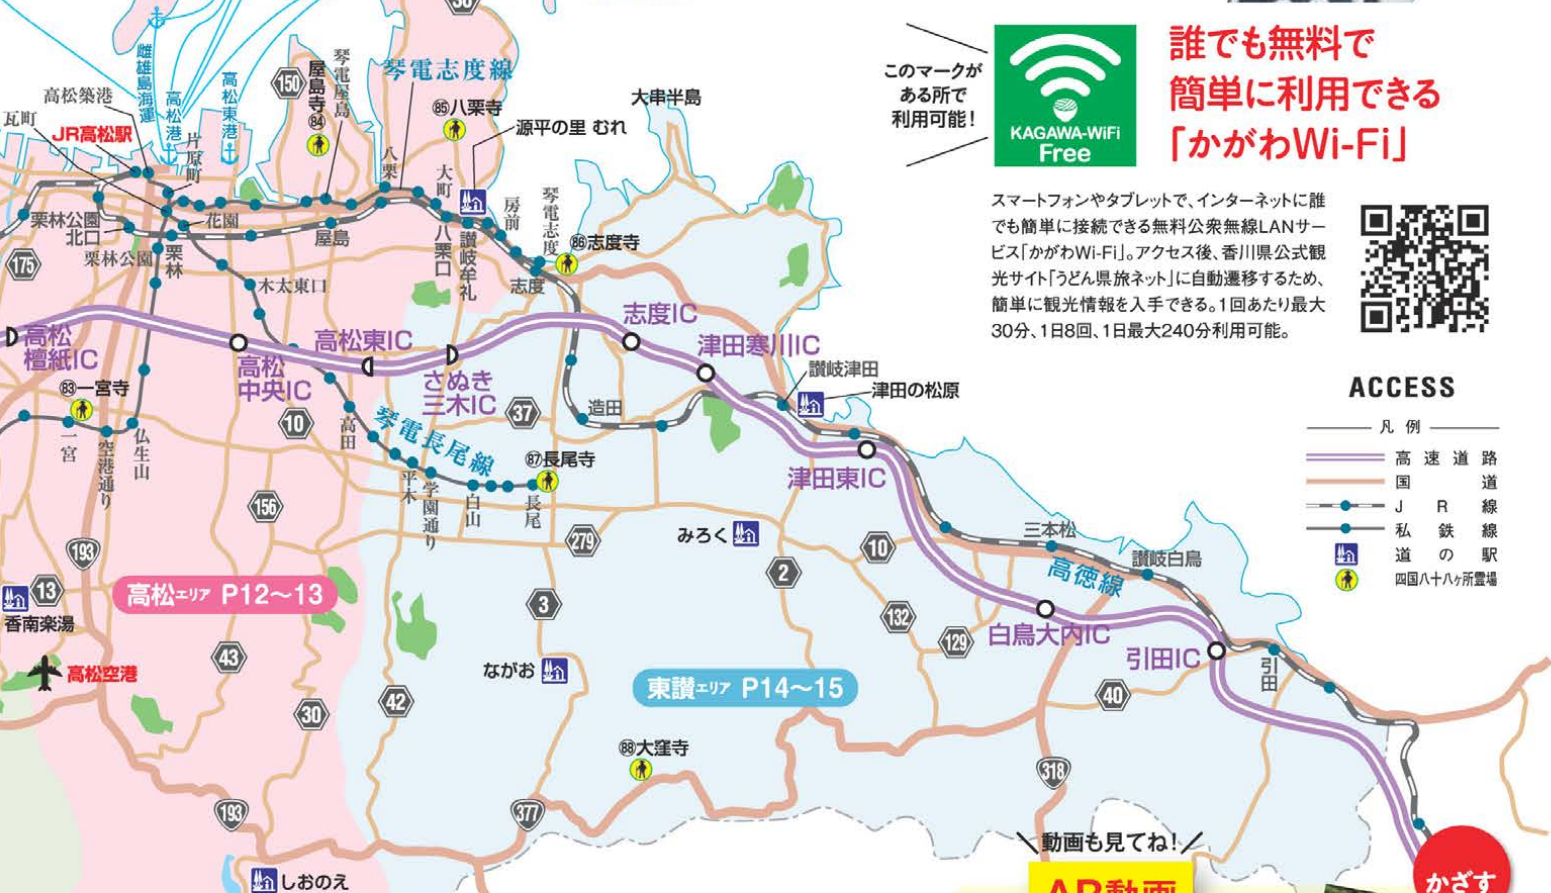 このマークが
ある所で
利用可能!
KAGAWA-WiFi
Free
誰でも無料で
簡単に利用できる
「かがわWi-Fi」
スマートフォンやタブレットで、インターネットに誰
でも簡単に接続できる無料公衆無線LANサー
ビス「かがわWi-Fi」。アクセス後、香川県公式観
光サイト「うどん県旅ネット」に自動遷移するため、
簡単に観光情報を入手できる。1回あたり最大
30分、1日8回、1日最大240分利用可能。
ACCESS
凡例
高速道路
国道
JR線
私鉄線
道の駅
四国八十八ヶ所霊場
雌雄島海運
高松港
高松東港
150
屋島寺84
琴電屋島
琴電志度線
85八栗寺
源平の里 むれ
大串半島
高松築港
瓦町
JR高松駅
片原町
八栗
大町
房前
琴電志度
86志度寺
栗林公園
北口
花園
屋島
八栗口
讃岐牟礼
志度
175
栗林公園
栗林
木太東口
高松
檀紙IC
高松
中央IC
高松東IC
さぬき
三木IC
志度IC
津田寒川IC
讃岐津田
津田の松原
83一宮寺
10
高田
琴電長尾線
37
造田
一宮
空港通り
仏生山
平木
学園通り
白山
長尾
87長尾寺
津田東IC
156
193
279
みろく
10
三本松
讃岐白鳥
高徳線
13
香南楽湯
高松エリア P12〜13
3
2
132
129
白鳥大内IC
引田IC
引田
高松空港
43
ながお
東讃エリア P14〜15
40
30
42
88大窪寺
318
193
377
しおのえ
動画も見てね!
AR動画
かざす